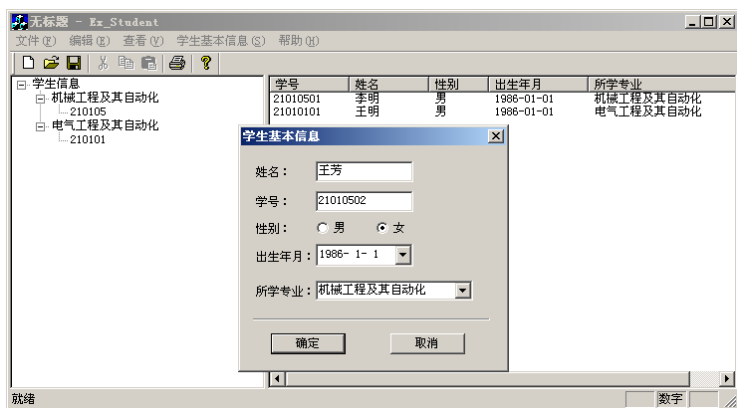 无标题 - Ex_Student
文件(F) 编辑(E) 查看(V) 学生基本信息(S) 帮助(H)
学生信息
机械工程及其自动化
210105
电气工程及其自动化
210101
学号 姓名 性别 出生年月 所学专业
21010501 李明 男 1986-01-01 机械工程及其自动化
21010101 王明 男 1986-01-01 电气工程及其自动化
学生基本信息
姓名： 王芳
学号： 21010502
性别： 男 女
出生年月： 1986- 1- 1
所学专业： 机械工程及其自动化
确定 取消
就绪 数字